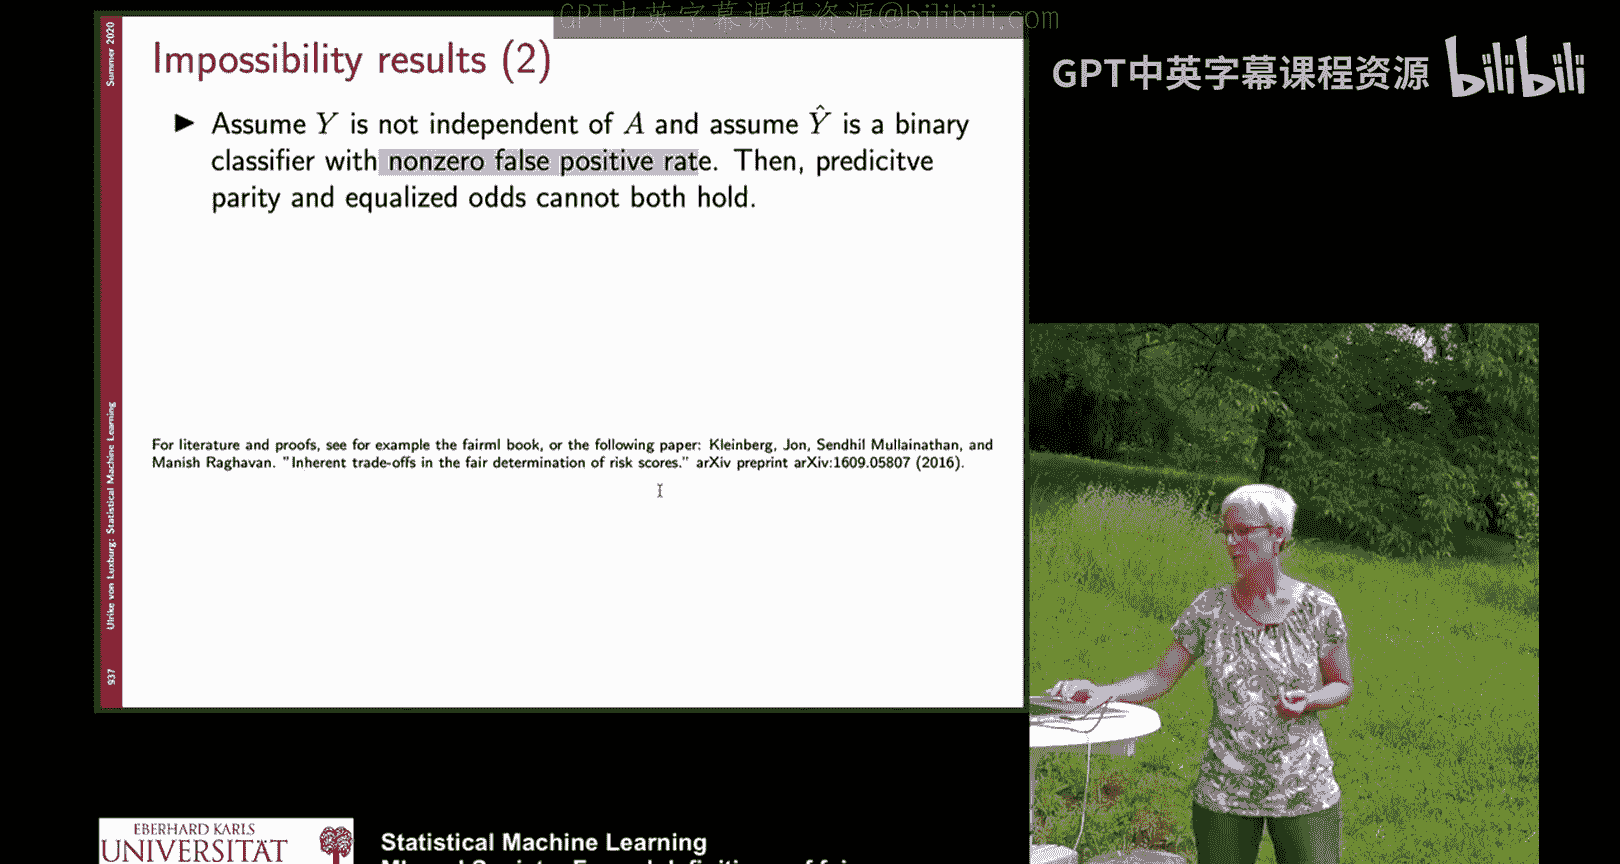 GPT中英字幕课程资源@bilibili.com
GPT中英字幕课程资源 bilibili
Summer 2020
Impossibility results (2)
► Assume Y is not independent of A and assume Ŷ is a binary
classifier with nonzero false positive rate. Then, predicitve
parity and equalized odds cannot both hold.
For literature and proofs, see for example the fairml book, or the following paper: Kleinberg, Jon, Sendhil Mullainathan, and
Manish Raghavan. "Inherent trade-offs in the fair determination of risk scores." arXiv preprint arXiv:1609.05807 (2016).
Ulrike von Luxburg: Statistical Machine Learning
937
EBERHARD KARLS
UNIVERSITÄT
Statistical Machine Learning